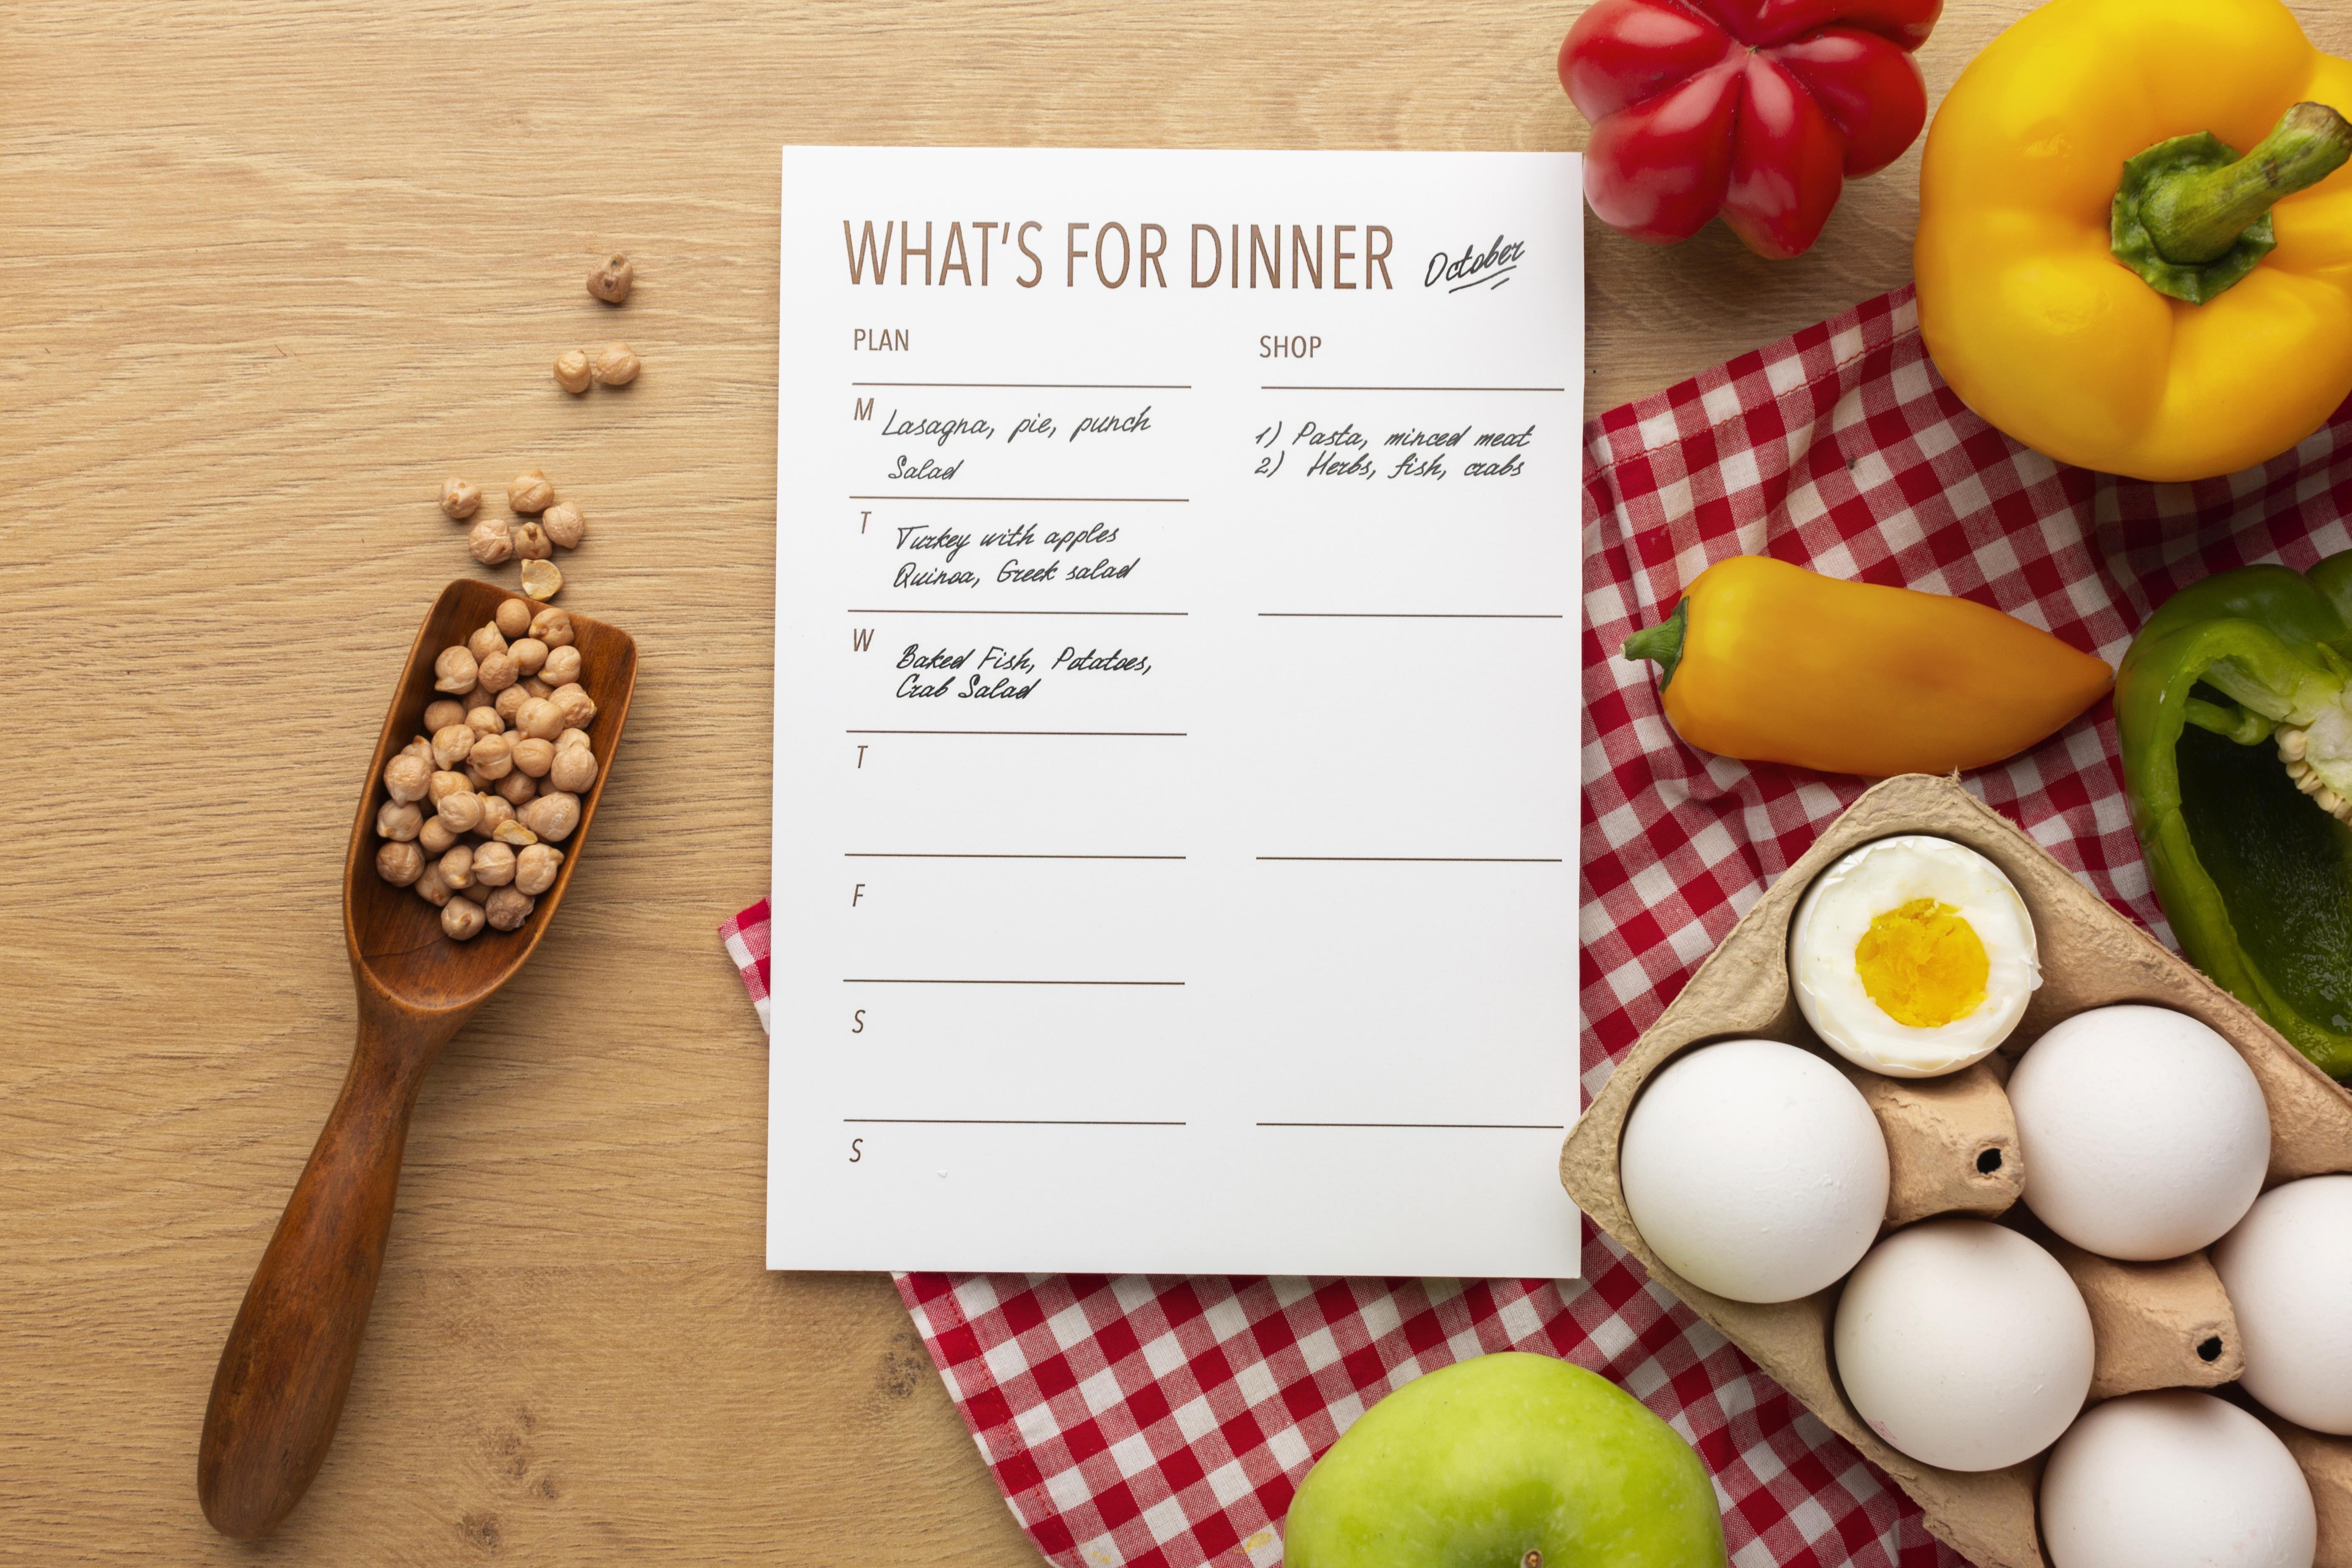 WHAT'S FOR DINNER October
PLAN
M Lasagna, pie, punch
Salad
T Turkey with apples
Quinoa, Greek salad
W Baked Fish, Potatoes,
Crab Salad
T
F
S
S
SHOP
1) Pasta, minced meat
2) Herbs, fish, crabs